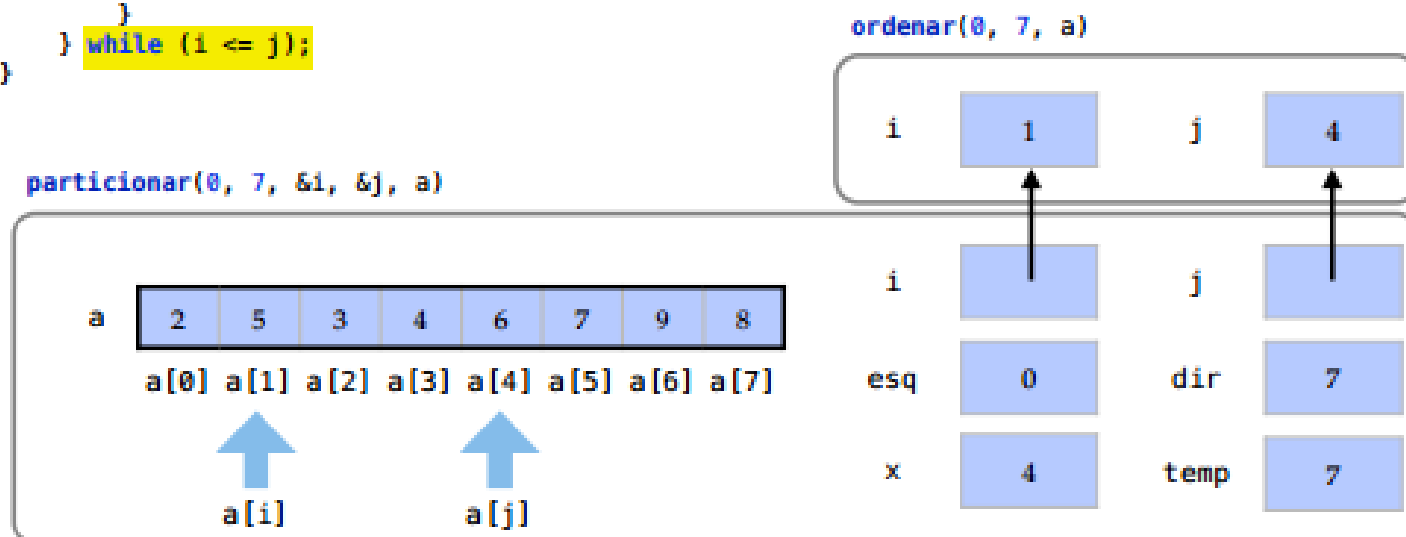 }
} while (i <= j);
}
ordenar(0, 7, a)
i 1 j 4
particionar(0, 7, &i, &j, a)
i j
a 2 5 3 4 6 7 9 8
a[0] a[1] a[2] a[3] a[4] a[5] a[6] a[7]
esq 0 dir 7
x 4 temp 7
a[i] a[j]